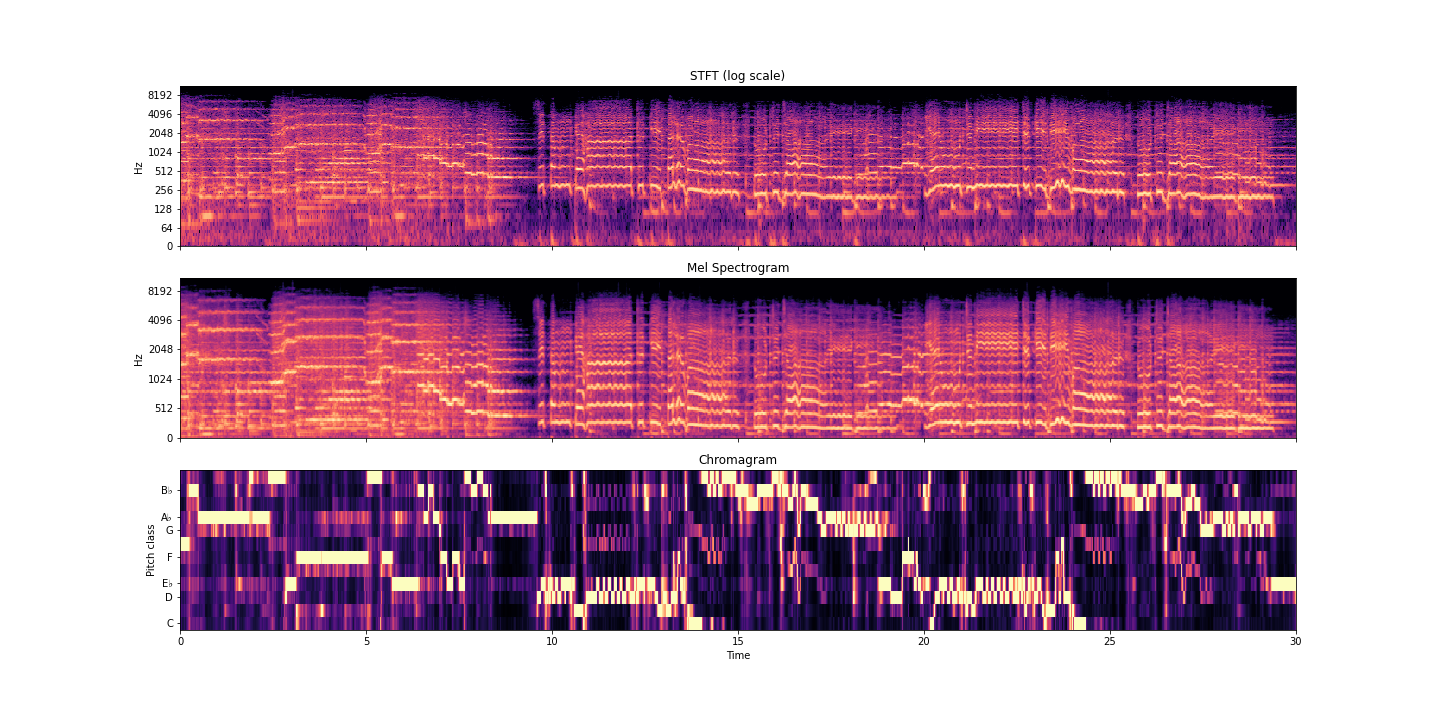 STFT (log scale)
8192
4096
2048
1024
512
256
128
64
0
Hz
Mel Spectrogram
8192
4096
2048
1024
512
0
Hz
Chromagram
B♭
A♭
G
F
E♭
D
C
Pitch class
0 5 10 15 20 25 30
Time